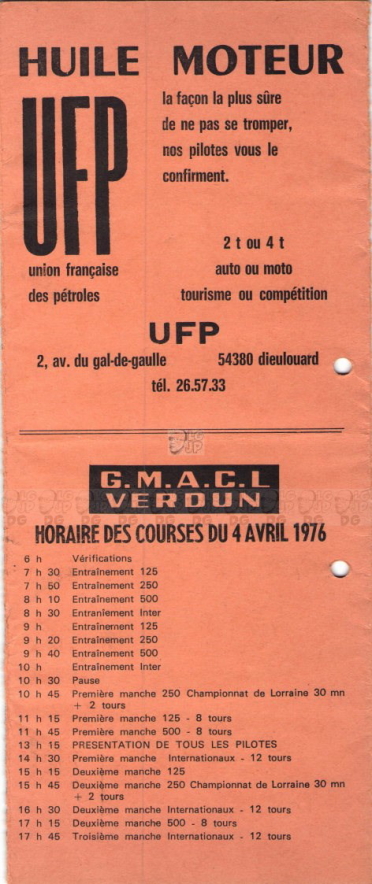 HUILE MOTEUR
UFP
la façon la plus sûre
de ne pas se tromper,
nos pilotes vous le
confirment.
union française
des pétroles
2 t ou 4 t
auto ou moto
tourisme ou compétition
UFP
2, av. du gal-de-gaulle 54380 dieulouard
tél. 26.57.33
G.M.A.C.L
VERDUN
HORAIRE DES COURSES DU 4 AVRIL 1976
6 h Vérifications
7 h 30 Entraînement 125
7 h 50 Entraînement 250
8 h 10 Entraînement 500
8 h 30 Entranîement Inter
9 h Entraînement 125
9 h 20 Entraînement 250
9 h 40 Entraînement 500
10 h Entraînement Inter
10 h 30 Pause
10 h 45 Première manche 250 Championnat de Lorraine 30 mn
+ 2 tours
11 h 15 Première manche 125 - 8 tours
11 h 45 Première manche 500 - 8 tours
13 h 15 PRESENTATION DE TOUS LES PILOTES
14 h 30 Première manche Internationaux - 12 tours
15 h 15 Deuxième manche 125
15 h 45 Deuxième manche 250 Championnat de Lorraine 30 mn
+ 2 tours
16 h 30 Deuxième manche Internationaux - 12 tours
17 h 15 Deuxième manche 500 - 8 tours
17 h 45 Troisième manche Internationaux - 12 tours